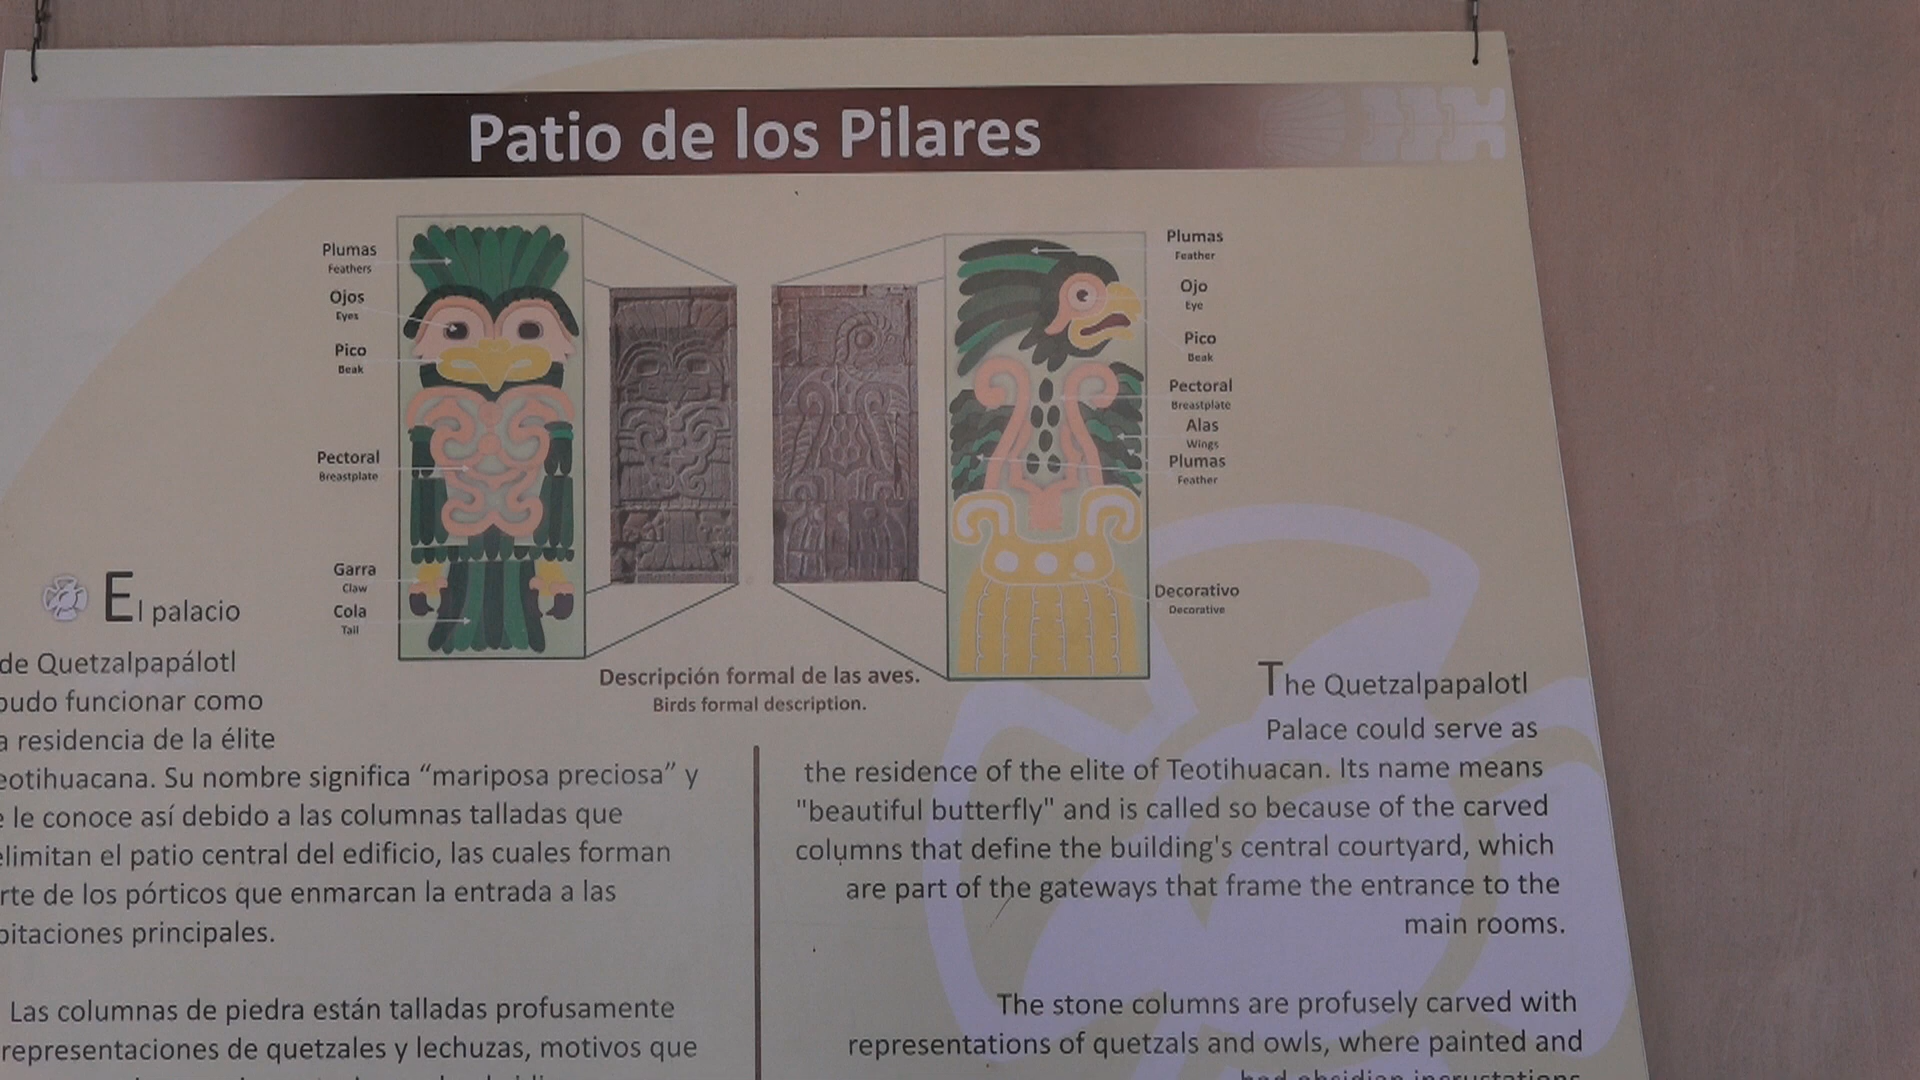 Patio de los Pilares
Plumas
Feathers
Ojos
Eyes
Pico
Beak
Pectoral
Breastplate
Garra
Claw
Cola
Tail
Plumas
Feather
Ojo
Eye
Pico
Beak
Pectoral
Breastplate
Alas
Wings
Plumas
Feather
Decorativo
Decorative
Descripción formal de las aves.
Birds formal description.
El palacio
de Quetzalpapálotl
pudo funcionar como
a residencia de la élite
eotihuacana. Su nombre significa “mariposa preciosa” y
e le conoce así debido a las columnas talladas que
elimitan el patio central del edificio, las cuales forman
rte de los pórticos que enmarcan la entrada a las
bitaciones principales.
Las columnas de piedra están talladas profusamente
representaciones de quetzales y lechuzas, motivos que
The Quetzalpapalotl
Palace could serve as
the residence of the elite of Teotihuacan. Its name means
"beautiful butterfly" and is called so because of the carved
columns that define the building's central courtyard, which
are part of the gateways that frame the entrance to the
main rooms.
The stone columns are profusely carved with
representations of quetzals and owls, where painted and
had obsidian incrustations